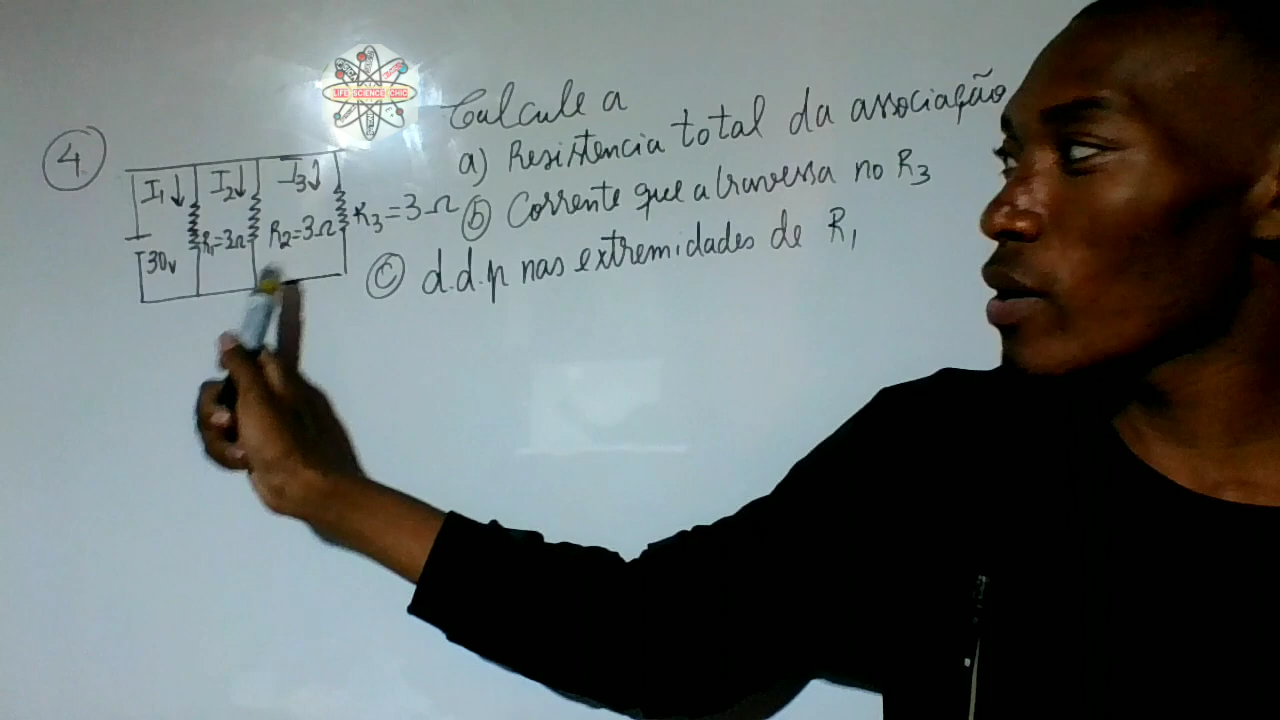 4.
LIFE SCIENCE CHIC
Calcule a
a) Resistencia total da associação
b) Corrente que atravessa no R3
c) d.d.p nas extremidades de R1
I1 I2 I3
R1=3Ω R2=3Ω R3=3Ω
30v